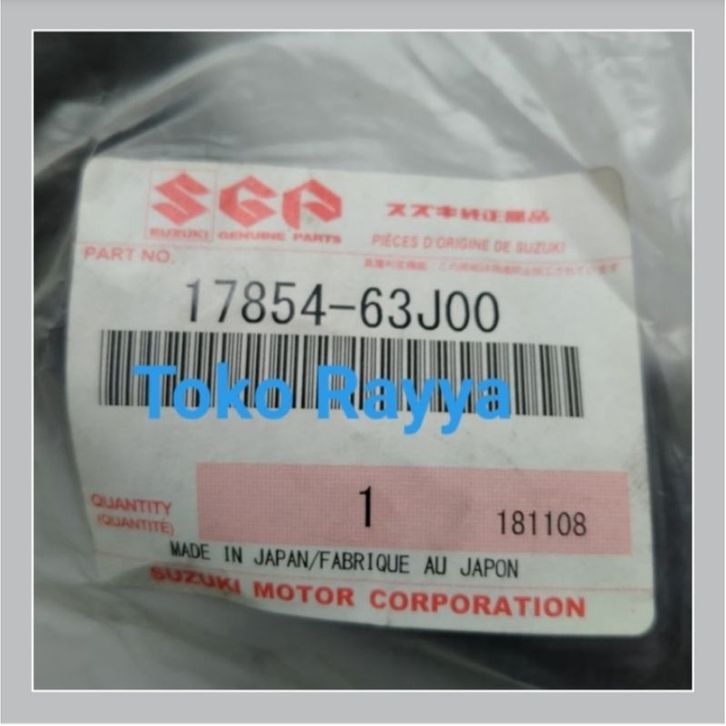 SGP
SUZUKI GENUINE PARTS
スズキ純正部品
PIÈCES D'ORIGINE DE SUZUKI
PART NO.
17854-63J00
Toko Rayya
QUANTITY
(QUANTITÉ)
1
181108
MADE IN JAPAN/FABRIQUE AU JAPON
SUZUKI MOTOR CORPORATION